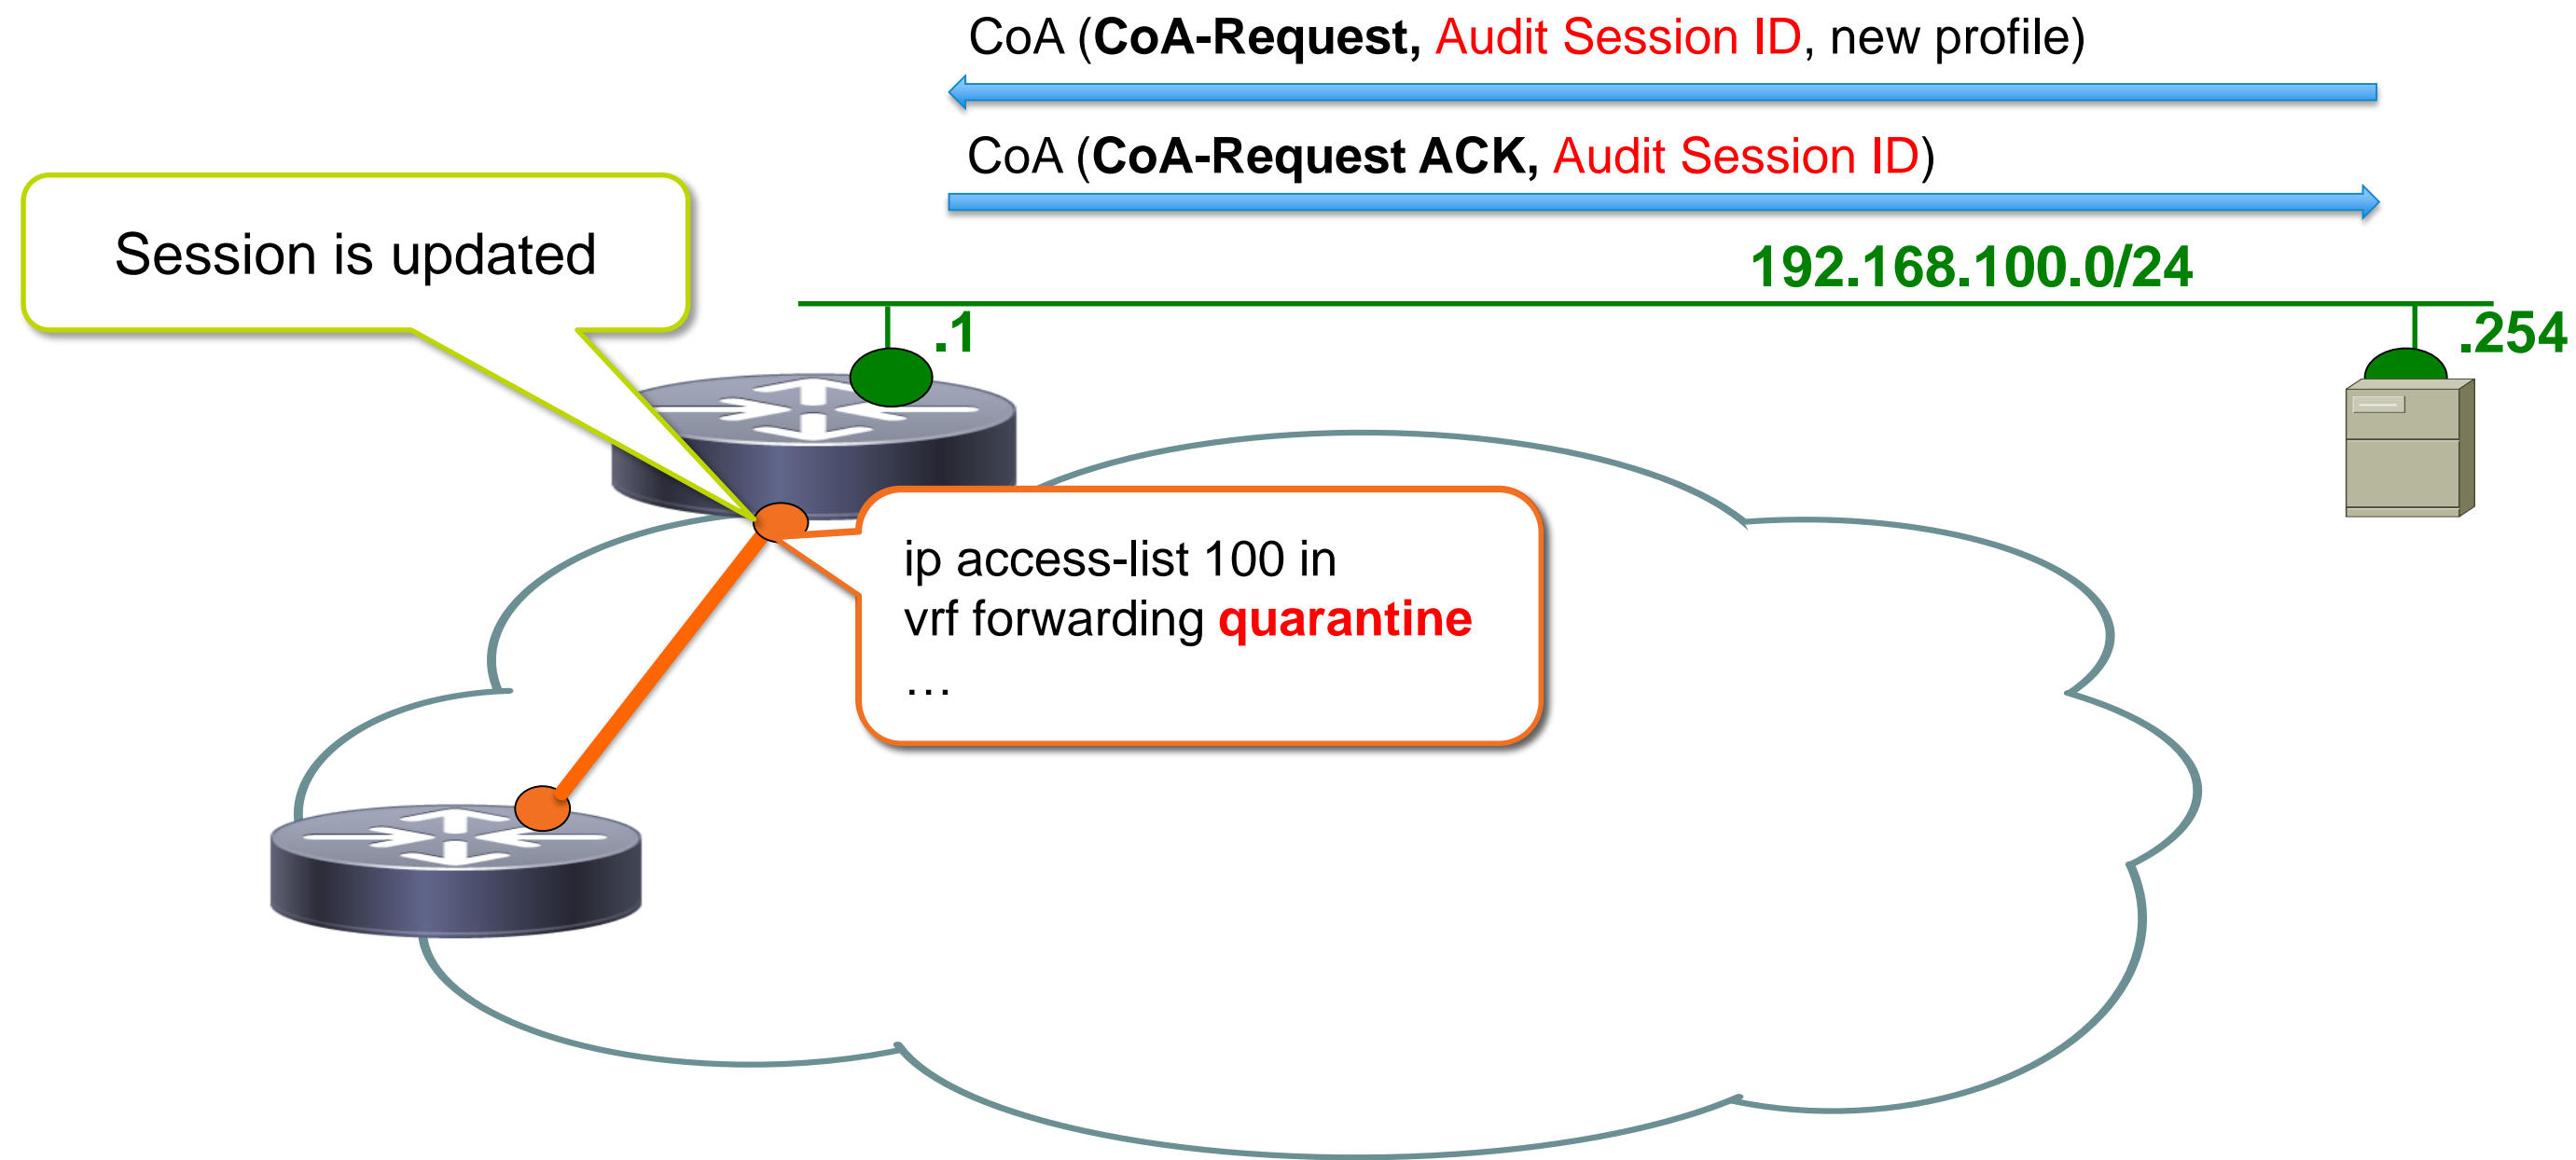 CoA (CoA-Request, Audit Session ID, new profile)
CoA (CoA-Request ACK, Audit Session ID)
Session is updated
192.168.100.0/24
.1
.254
ip access-list 100 in
vrf forwarding quarantine
…